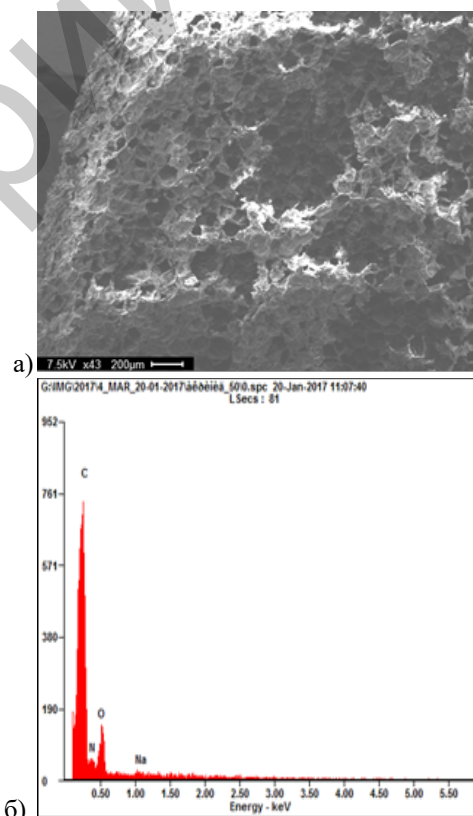 а)
7.5kV x43 200µm
G:\IMG\2017\4_MAR_20-01-2017\
20-Jan-2017 11:07:40
LSecs : 81
952
C
761
571
380
190
O
N
Na
0
0.50 1.00 1.50 2.00 2.50 3.00 3.50 4.00 4.50 5.00 5.50
б)
Energy - keV